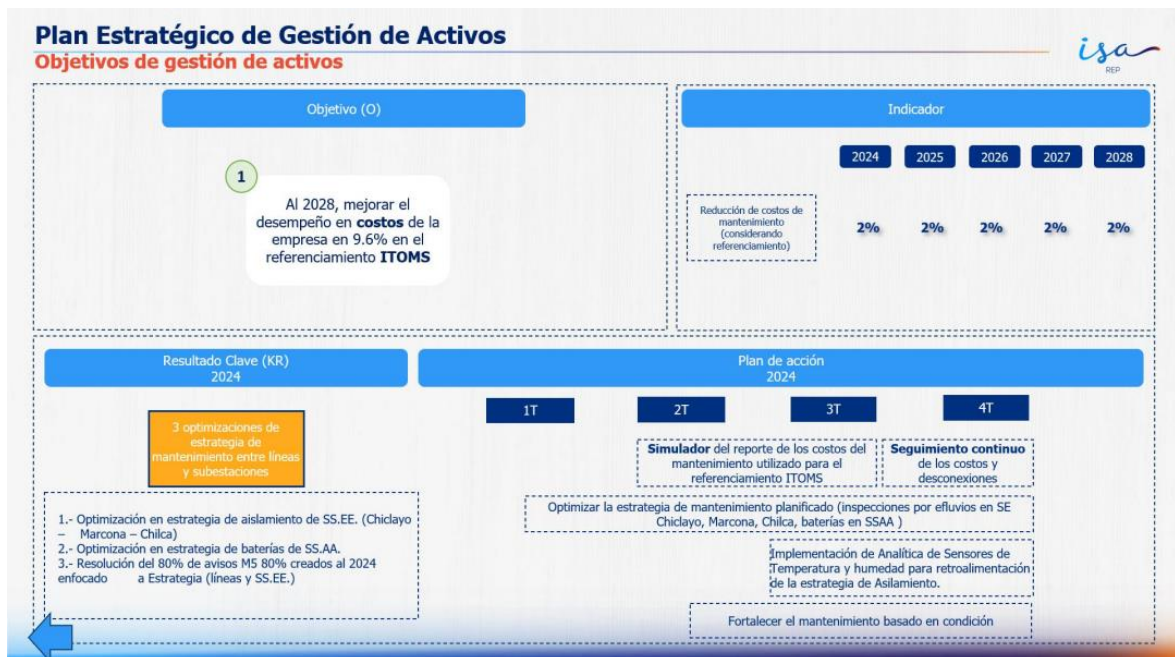 Plan Estratégico de Gestión de Activos
Objetivos de gestión de activos
isa
REP
Objetivo (O)
1
Al 2028, mejorar el
desempeño en costos de la
empresa en 9.6% en el
referenciamiento ITOMS
Indicador
2024 2025 2026 2027 2028
Reducción de costos de
mantenimiento
(considerando
referenciamiento)
2% 2% 2% 2% 2%
Resultado Clave (KR)
2024
3 optimizaciones de
estrategia de
mantenimiento entre líneas
y subestaciones
1.- Optimización en estrategia de aislamiento de SS.EE. (Chiclayo
– Marcona – Chilca)
2.- Optimización en estrategia de baterías de SS.AA.
3.- Resolución del 80% de avisos M5 80% creados al 2024
enfocado a Estrategia (líneas y SS.EE.)
Plan de acción
2024
1T 2T 3T 4T
Simulador del reporte de los costos del
mantenimiento utilizado para el
referenciamiento ITOMS
Seguimiento continuo
de los costos y
desconexiones
Optimizar la estrategia de mantenimiento planificado (inspecciones por efluvios en SE
Chiclayo, Marcona, Chilca, baterías en SSAA )
Implementación de Analítica de Sensores de
Temperatura y humedad para retroalimentación
de la estrategia de Asilamiento.
Fortalecer el mantenimiento basado en condición